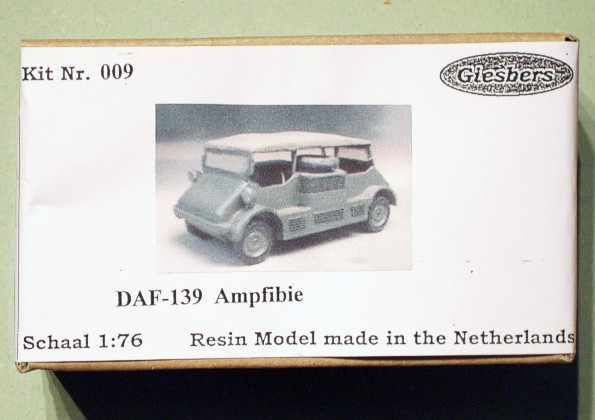 Kit Nr. 009
Giesbers
DAF-139 Ampfibie
Schaal 1:76 Resin Model made in the Netherlands